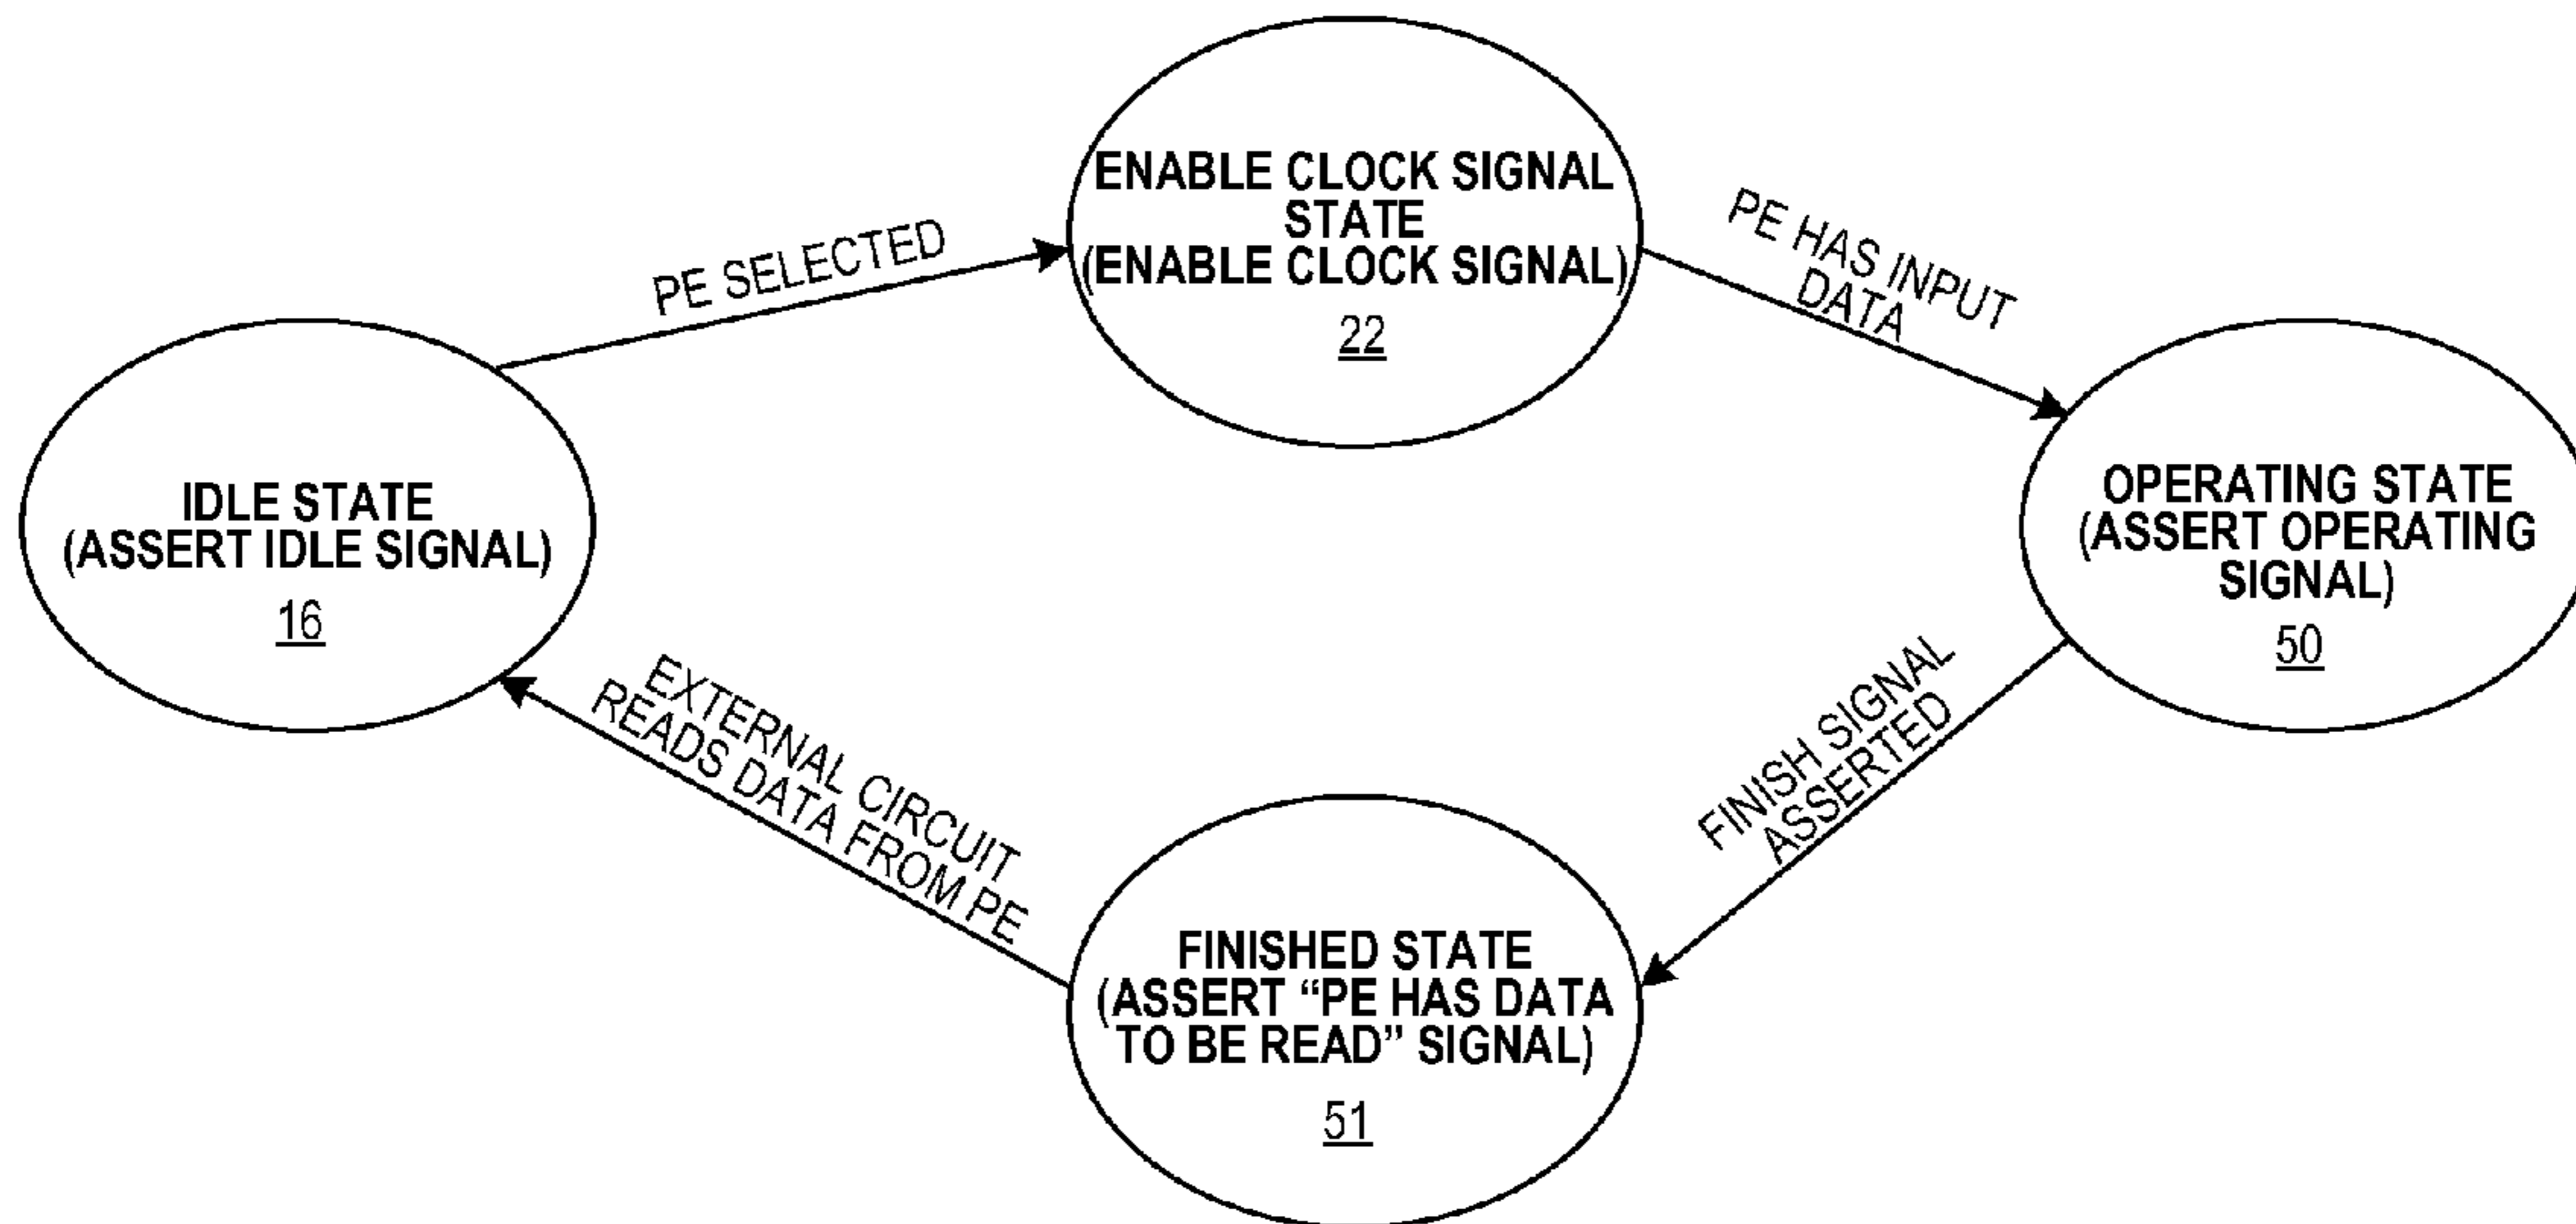 ENABLE CLOCK SIGNAL
STATE
(ENABLE CLOCK SIGNAL)
22
PE SELECTED
PE HAS INPUT
DATA
IDLE STATE
(ASSERT IDLE SIGNAL)
16
OPERATING STATE
(ASSERT OPERATING
SIGNAL)
50
EXTERNAL CIRCUIT
READS DATA FROM PE
FINISH SIGNAL
ASSERTED
FINISHED STATE
(ASSERT “PE HAS DATA
TO BE READ” SIGNAL)
51